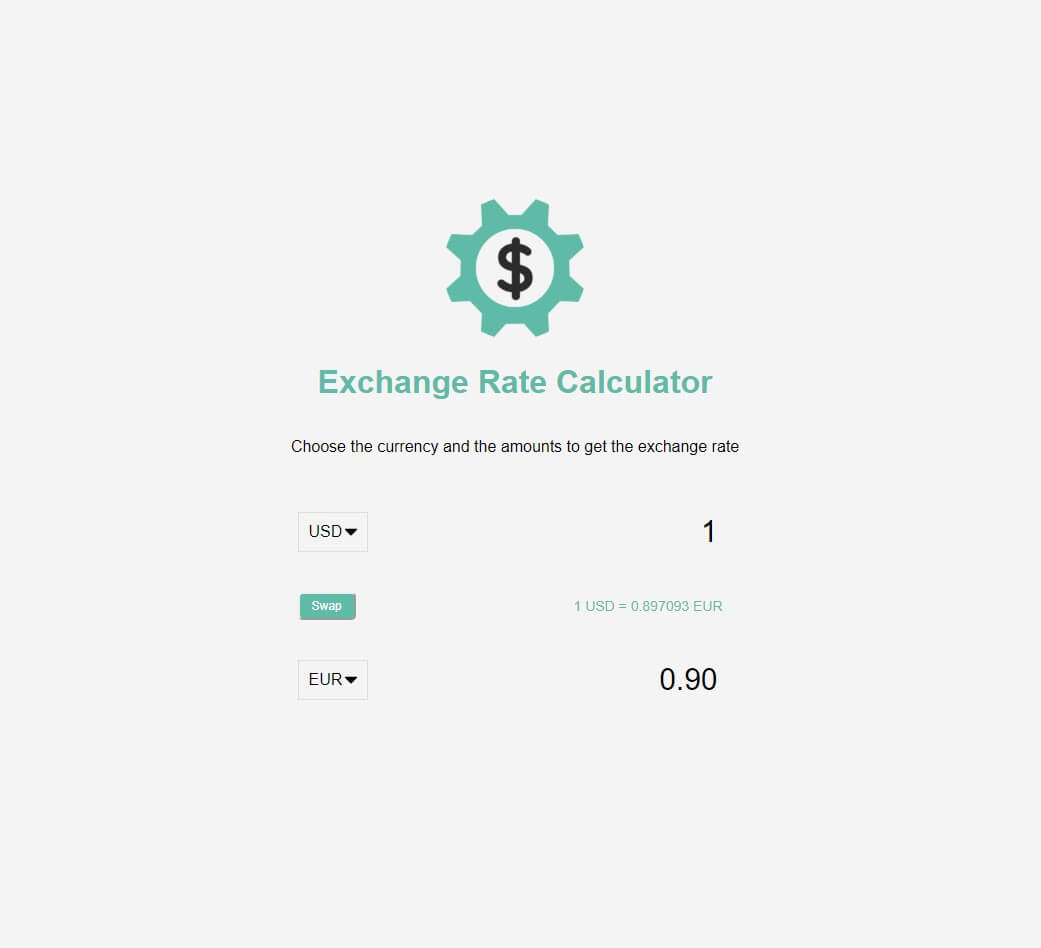 $
Exchange Rate Calculator
Choose the currency and the amounts to get the exchange rate
USD 1
Swap 1 USD = 0.897093 EUR
EUR 0.90